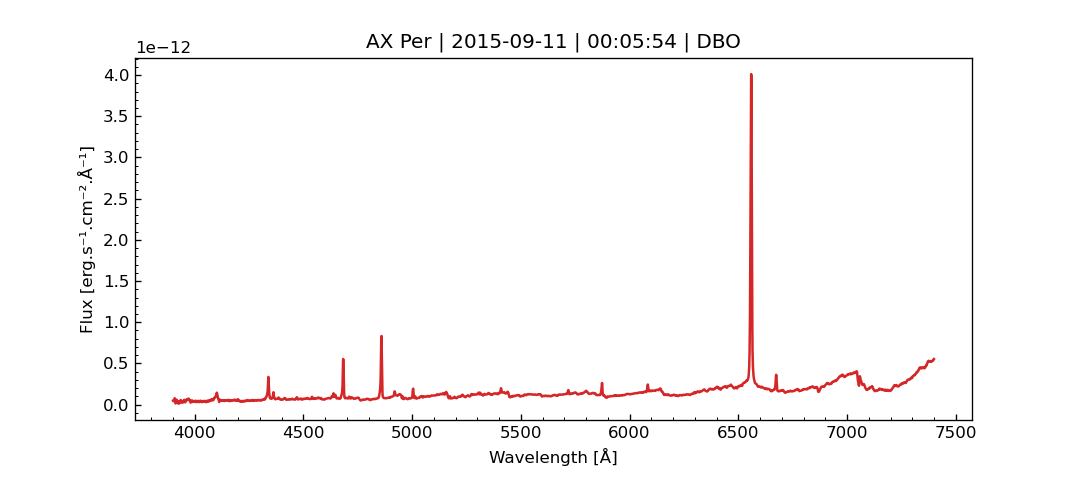 AX Per | 2015-09-11 | 00:05:54 | DBO
1e−12
4.0
3.5
3.0
2.5
2.0
1.5
1.0
0.5
0.0
Flux [erg.s⁻¹.cm⁻².Å⁻¹]
4000 4500 5000 5500 6000 6500 7000 7500
Wavelength [Å]